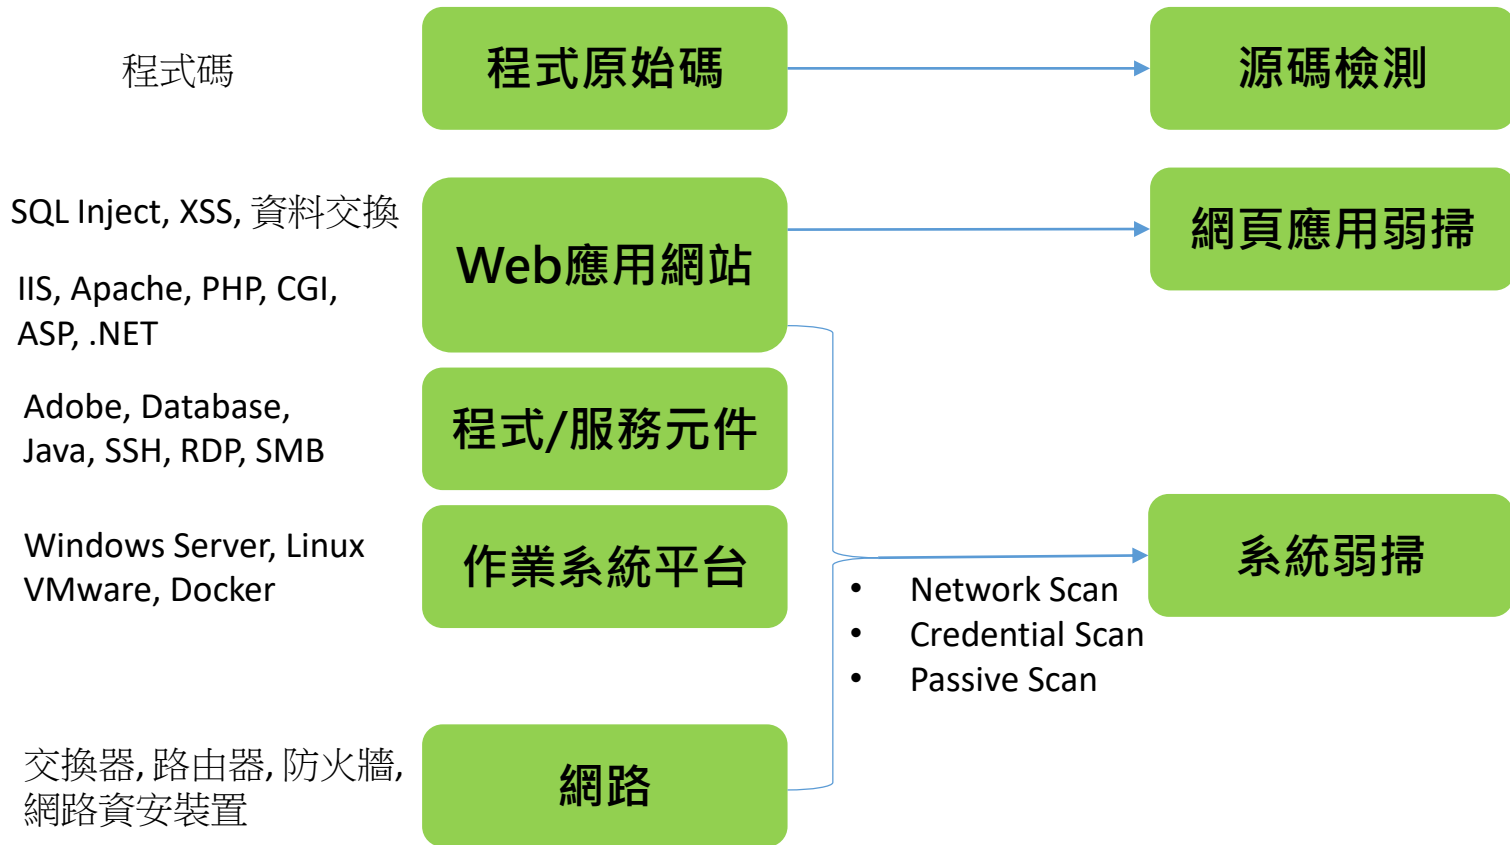 程式碼
程式原始碼
源碼檢測
SQL Inject, XSS, 資料交換
IIS, Apache, PHP, CGI,
ASP, .NET
Web應用網站
網頁應用弱掃
Adobe, Database,
Java, SSH, RDP, SMB
程式/服務元件
Windows Server, Linux
VMware, Docker
作業系統平台
系統弱掃
• Network Scan
• Credential Scan
• Passive Scan
交換器, 路由器, 防火牆,
網路資安裝置
網路